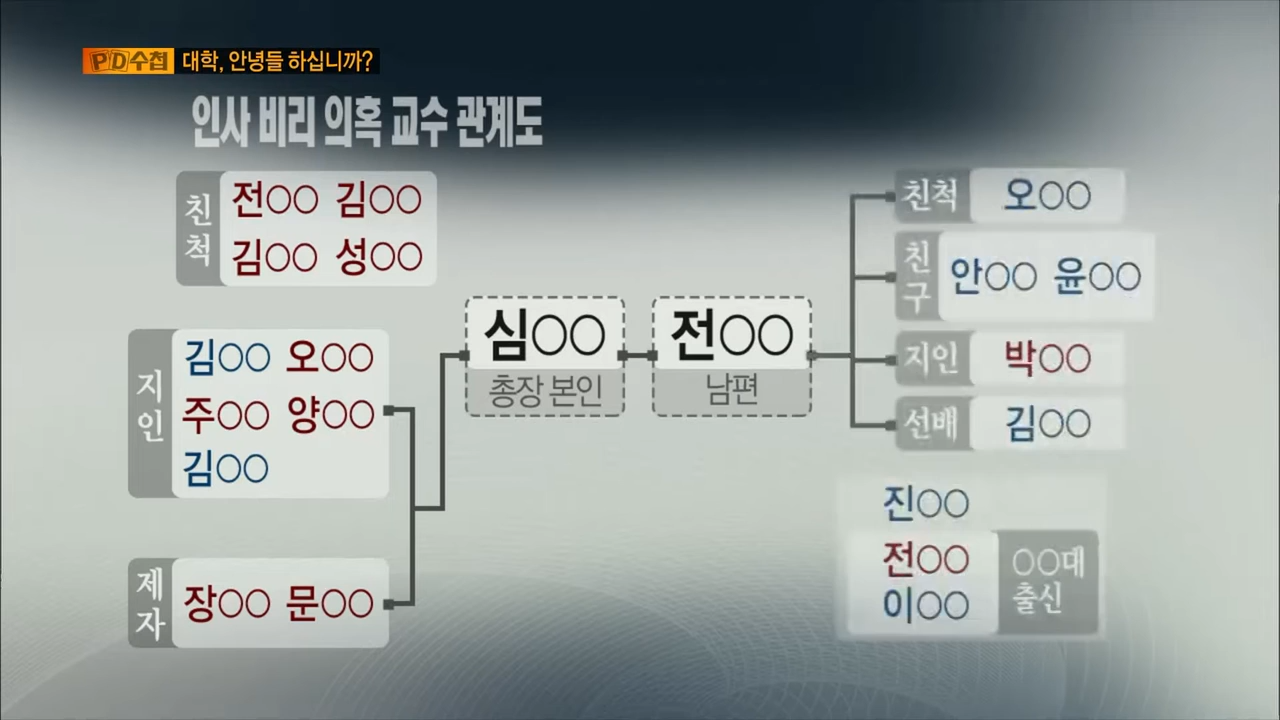 PD수첩 대학, 안녕들 하십니까?
인사 비리 의혹 교수 관계도
친척
전○○ 김○○
김○○ 성○○
지인
김○○ 오○○
주○○ 양○○
김○○
제자
장○○ 문○○
심○○
총장 본인
전○○
남편
친척 오○○
친구
안○○ 윤○○
지인 박○○
선배 김○○
진○○
전○○
이○○
○○대
출신